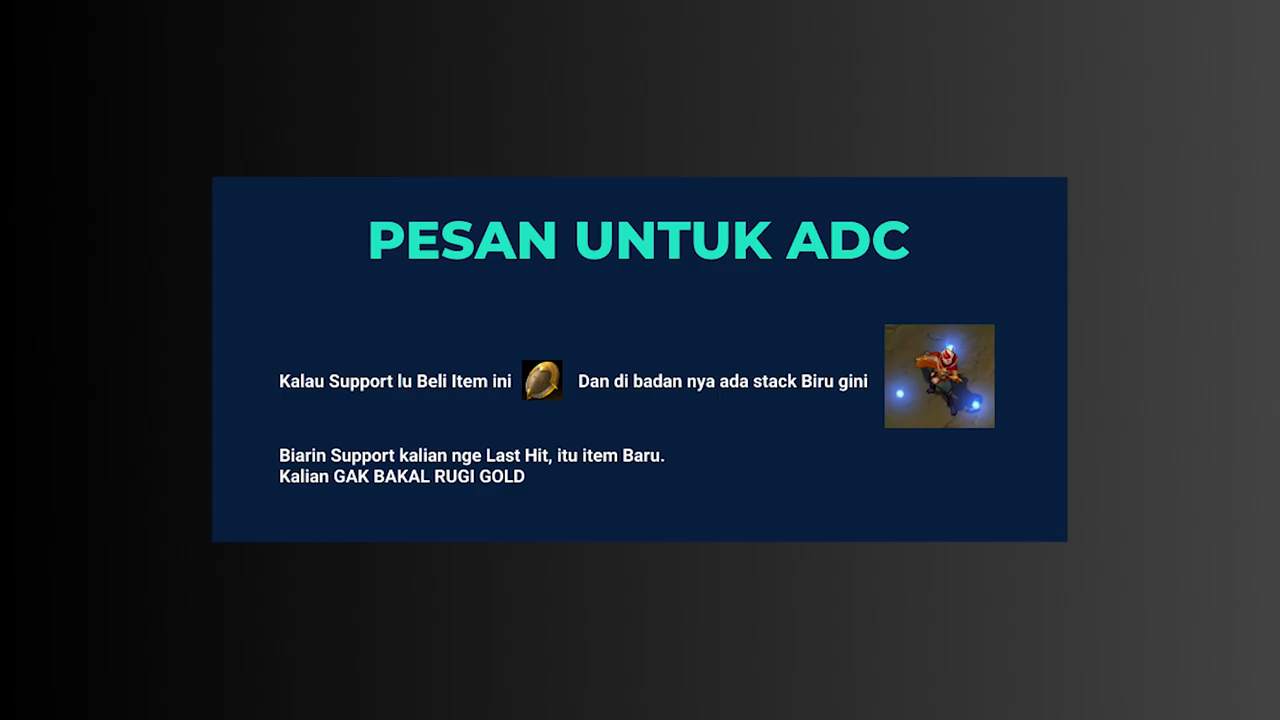 PESAN UNTUK ADC
Kalau Support lu Beli Item ini Dan di badan nya ada stack Biru gini
Biarin Support kalian nge Last Hit, itu item Baru.
Kalian GAK BAKAL RUGI GOLD